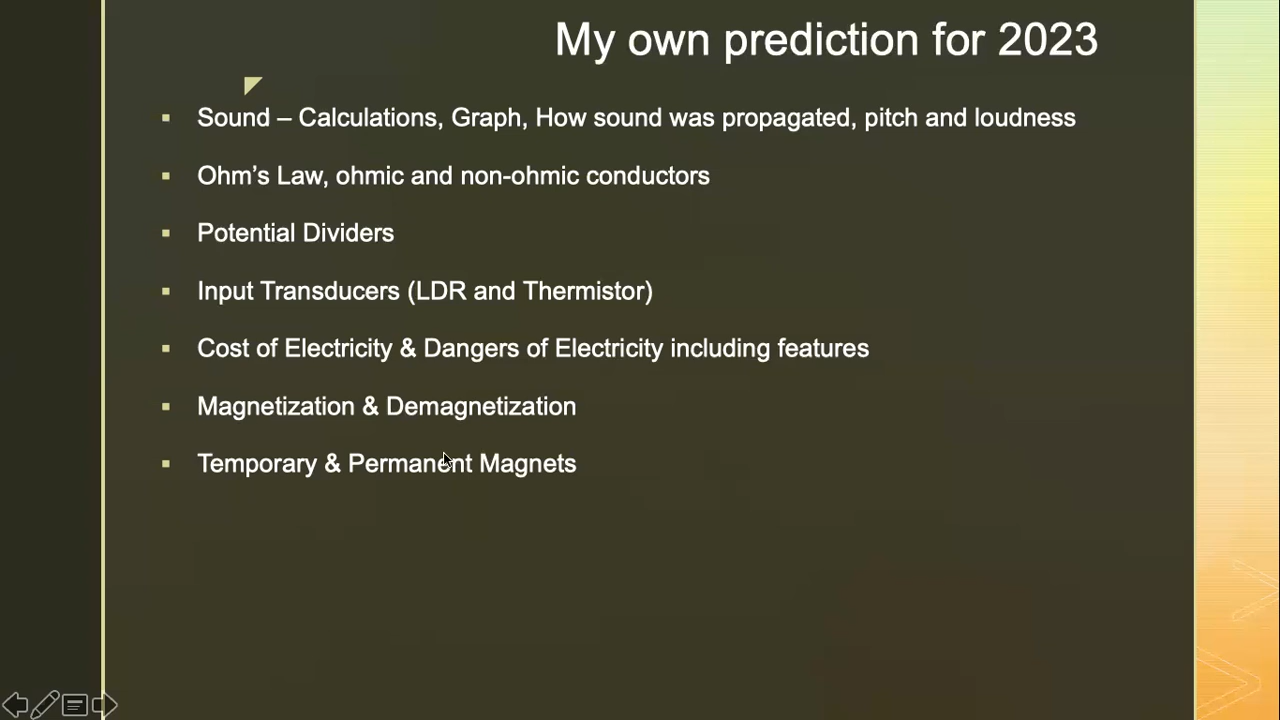 My own prediction for 2023
▪ Sound – Calculations, Graph, How sound was propagated, pitch and loudness
▪ Ohm’s Law, ohmic and non-ohmic conductors
▪ Potential Dividers
▪ Input Transducers (LDR and Thermistor)
▪ Cost of Electricity & Dangers of Electricity including features
▪ Magnetization & Demagnetization
▪ Temporary & Permanent Magnets